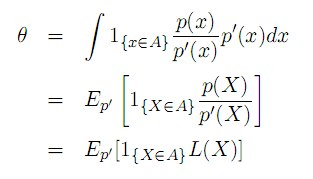 θ = ∫ 1_{x∈A} p(x)/p′(x) p′(x)dx
= E_{p′} [ 1_{X∈A} p(X)/p′(X) ]
= E_{p′}[1_{X∈A} L(X)]